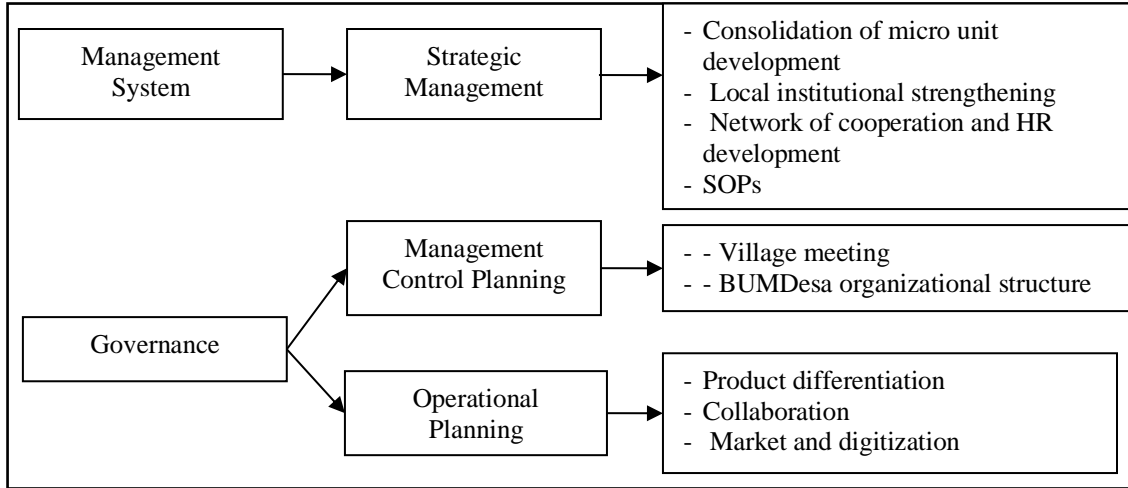 Management
System
Strategic
Management
- Consolidation of micro unit
development
- Local institutional strengthening
- Network of cooperation and HR
development
- SOPs
Governance
Management
Control Planning
- - Village meeting
- - BUMDesa organizational structure
Operational
Planning
- Product differentiation
- Collaboration
- Market and digitization